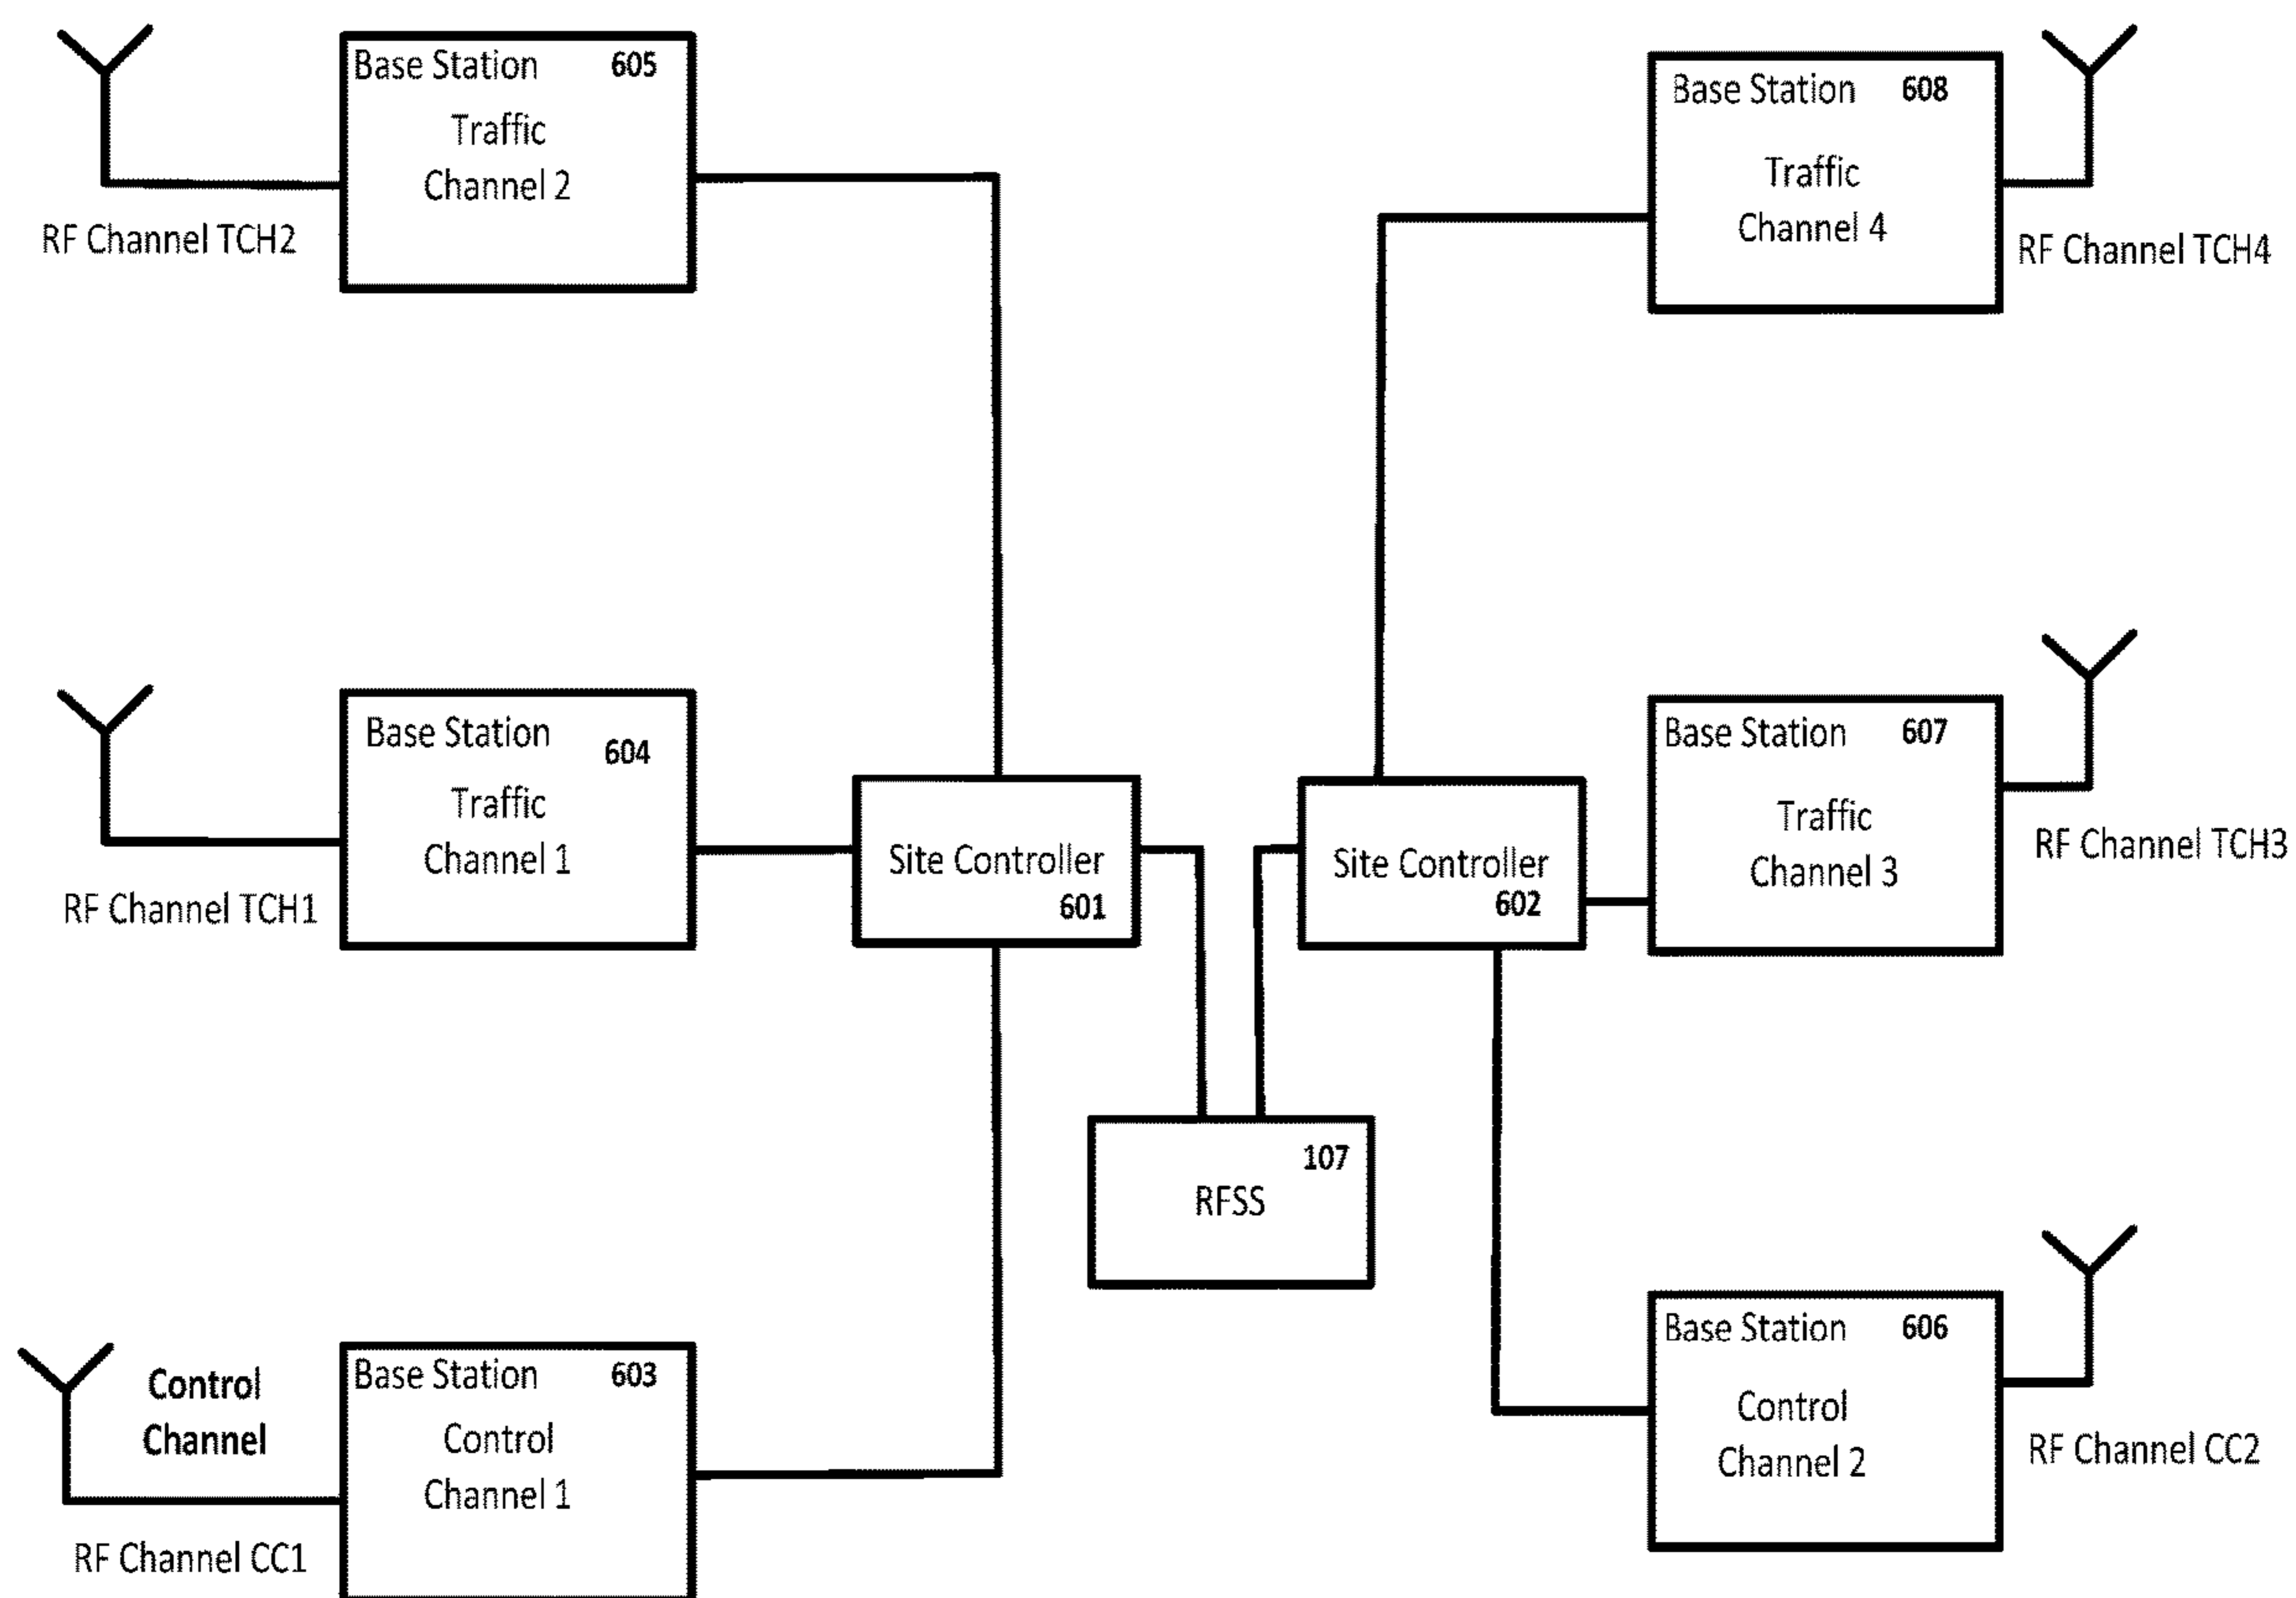 Base Station 605
Traffic
Channel 2
RF Channel TCH2
Base Station 608
Traffic
Channel 4
RF Channel TCH4
Base Station
604
Traffic
Channel 1
RF Channel TCH1
Site Controller
601
Site Controller
602
Base Station 607
Traffic
Channel 3
RF Channel TCH3
107
RFSS
Control
Channel
Base Station 603
Control
Channel 1
RF Channel CC1
Base Station 606
Control
Channel 2
RF Channel CC2